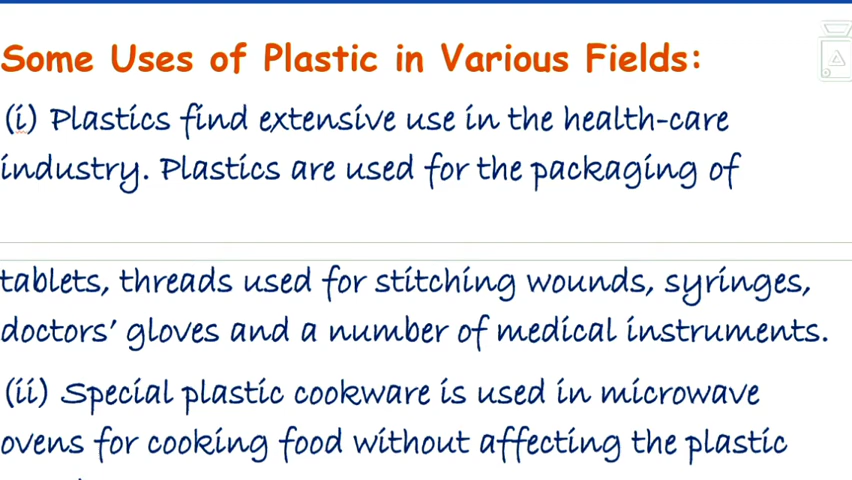 Some Uses of Plastic in Various Fields:
(i) Plastics find extensive use in the health-care
industry. Plastics are used for the packaging of
tablets, threads used for stitching wounds, syringes,
doctors’ gloves and a number of medical instruments.
(ii) Special plastic cookware is used in microwave
ovens for cooking food without affecting the plastic